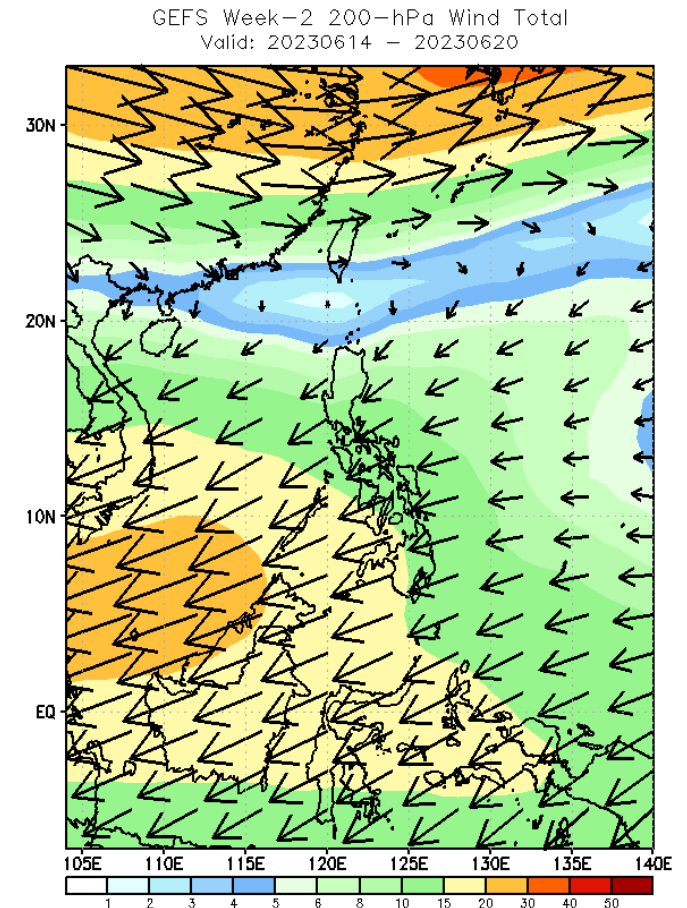 GEFS Week-2 200-hPa Wind Total
Valid: 20230614 - 20230620
30N
20N
10N
EQ
105E 110E 115E 120E 125E 130E 135E 140E
1 2 3 4 5 6 8 10 15 20 30 40 50